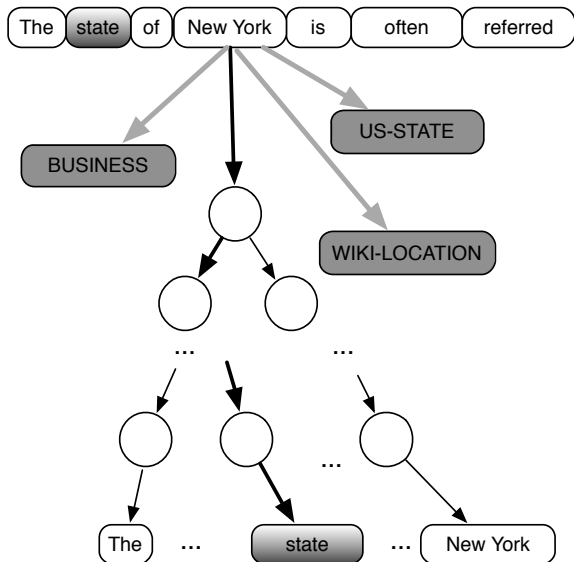 The state of New York is often referred
US-STATE
BUSINESS
WIKI-LOCATION
... ...
...
The ... state ... New York